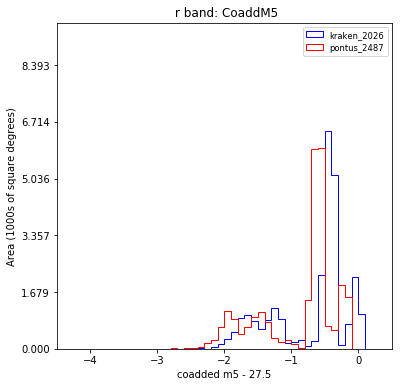 r band: CoaddM5
kraken_2026
pontus_2487
8.393
6.714
5.036
3.357
1.679
0.000
Area (1000s of square degrees)
−4 −3 −2 −1 0
coadded m5 - 27.5